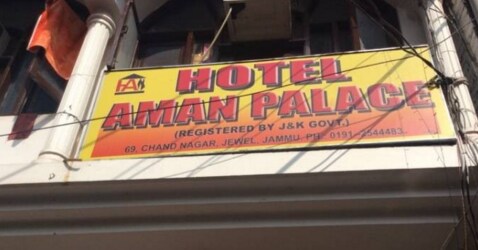 HOTEL
AMAN PALACE
(REGISTERED BY J&K GOVT.)
69, CHAND NAGAR, JEWEL, JAMMU, PH.: 0191-2544483